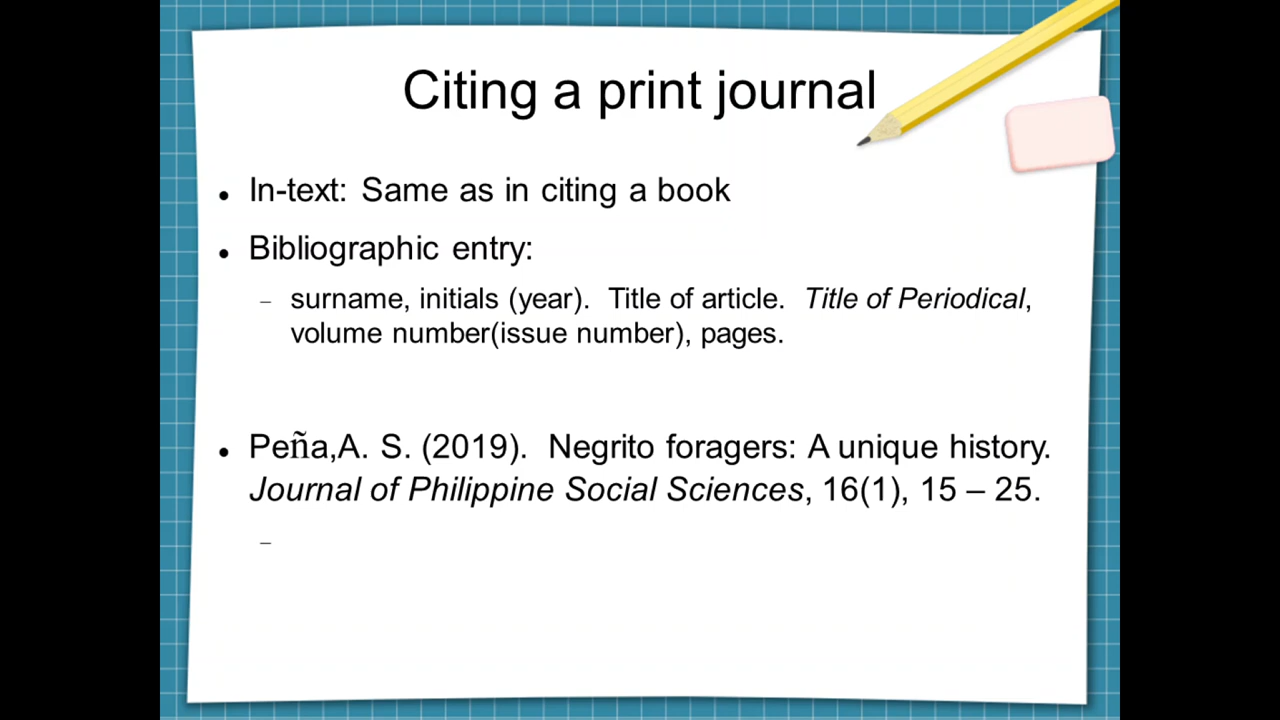 Citing a print journal
● In-text: Same as in citing a book
● Bibliographic entry:
– surname, initials (year). Title of article. Title of Periodical,
volume number(issue number), pages.
● Peña,A. S. (2019). Negrito foragers: A unique history.
Journal of Philippine Social Sciences, 16(1), 15 – 25.
–